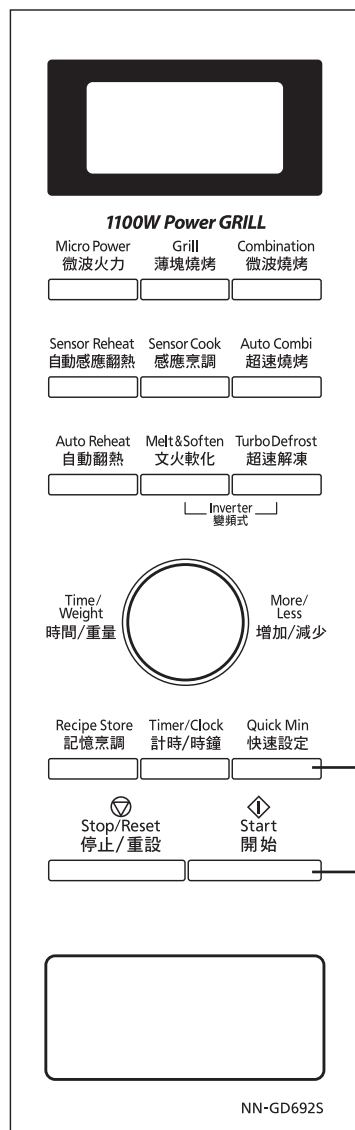 1100W Power GRILL
Micro Power Grill Combination
微波火力 薄塊燒烤 微波燒烤
Sensor Reheat Sensor Cook Auto Combi
自動感應翻熱 感應烹調 超速燒烤
Auto Reheat Melt&Soften TurboDefrost
自動翻熱 文火軟化 超速解凍
Inverter
變頻式
Time/
Weight
時間/重量
More/
Less
增加/減少
Recipe Store Timer/Clock Quick Min
記憶烹調 計時/時鐘 快速設定
Stop/Reset Start
停止/重設 開始
NN-GD692S